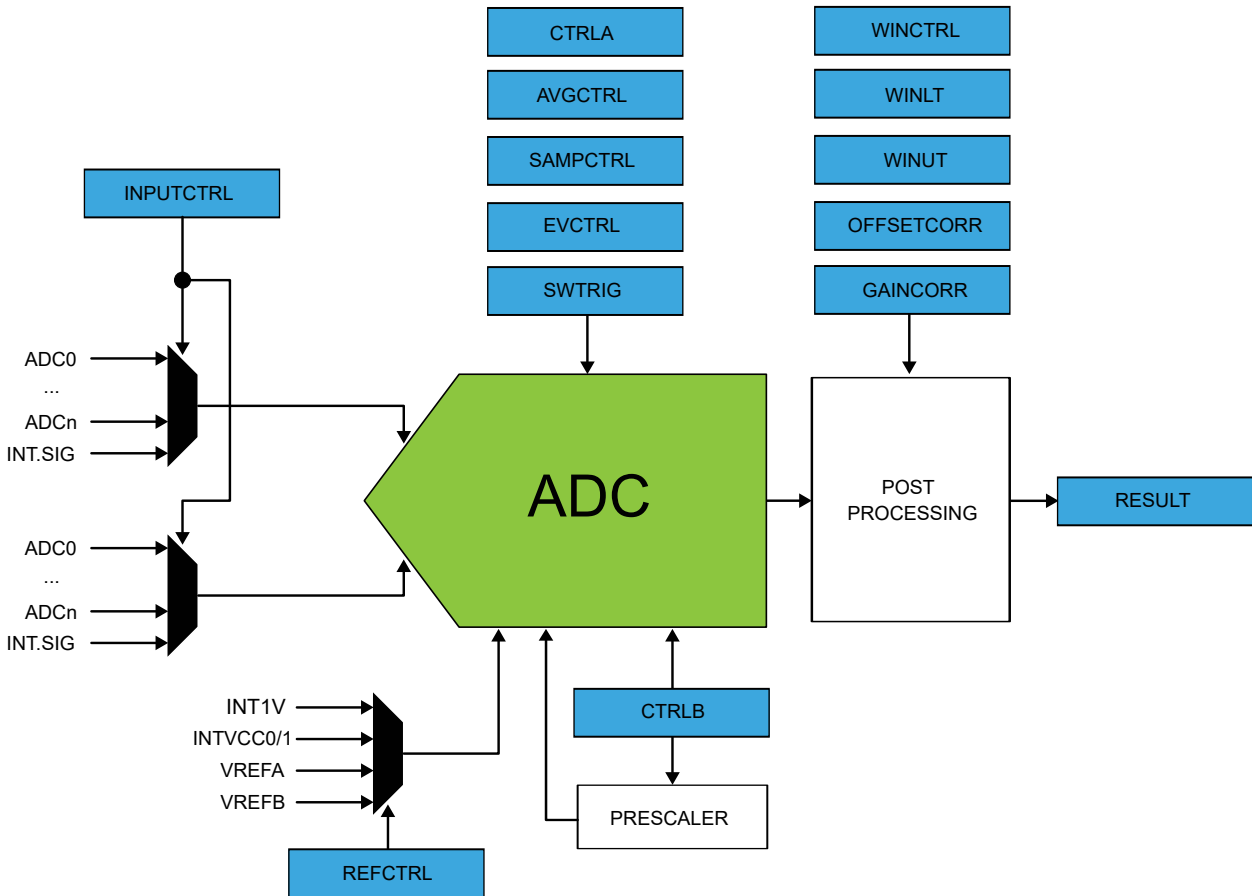 CTRLA
WINCTRL
AVGCTRL
WINLT
SAMPCTRL
WINUT
INPUTCTRL
EVCTRL
OFFSETCORR
SWTRIG
GAINCORR
ADC0
...
ADCn
INT.SIG
ADC
POST
PROCESSING
RESULT
ADC0
...
ADCn
INT.SIG
INT1V
INTVCC0/1
VREFA
VREFB
CTRLB
PRESCALER
REFCTRL